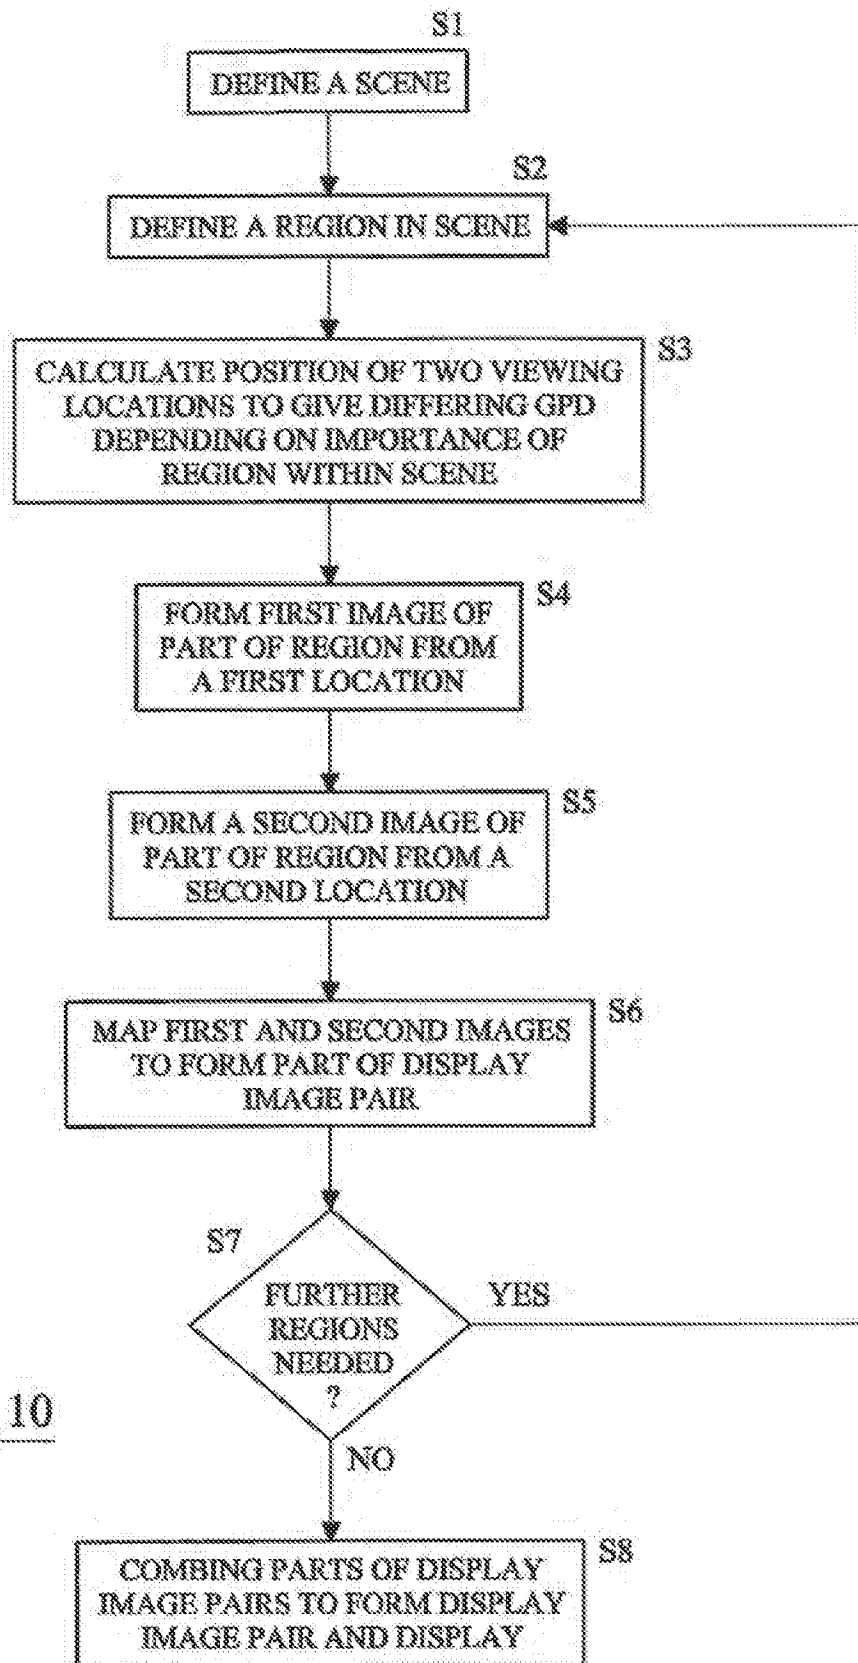 S1
DEFINE A SCENE
S2
DEFINE A REGION IN SCENE
S3
CALCULATE POSITION OF TWO VIEWING
LOCATIONS TO GIVE DIFFERING GPD
DEPENDING ON IMPORTANCE OF
REGION WITHIN SCENE
S4
FORM FIRST IMAGE OF
PART OF REGION FROM
A FIRST LOCATION
S5
FORM A SECOND IMAGE OF
PART OF REGION FROM A
SECOND LOCATION
S6
MAP FIRST AND SECOND IMAGES
TO FORM PART OF DISPLAY
IMAGE PAIR
S7
FURTHER
REGIONS
NEEDED
?
YES
10
NO
S8
COMBING PARTS OF DISPLAY
IMAGE PAIRS TO FORM DISPLAY
IMAGE PAIR AND DISPLAY